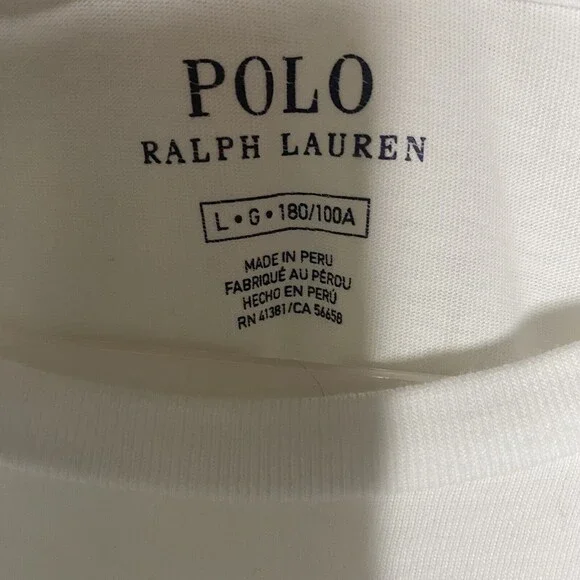 POLO
RALPH LAUREN
L • G • 180/100A
MADE IN PERU
FABRIQUÉ AU PÉROU
HECHO EN PERÚ
RN 41381/CA 56658